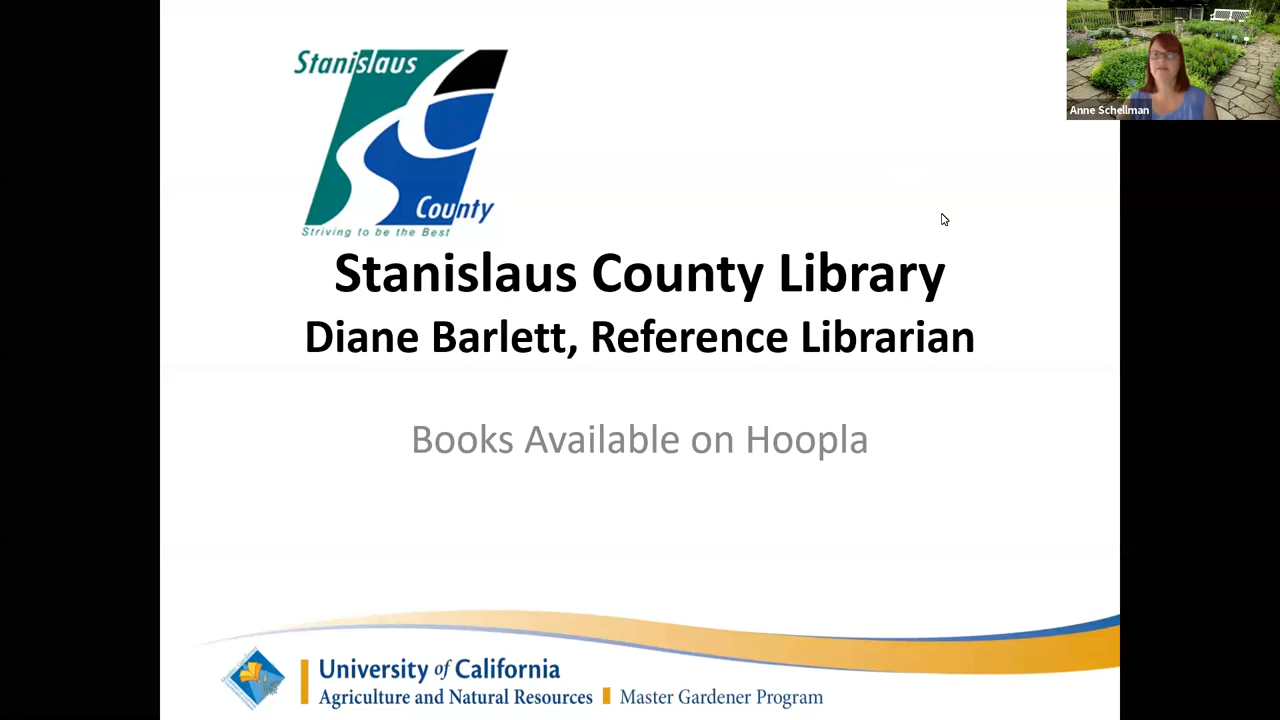 Stanislaus
County
Striving to be the Best
Anne Schellman
Stanislaus County Library
Diane Barlett, Reference Librarian
Books Available on Hoopla
University of California
Agriculture and Natural Resources Master Gardener Program